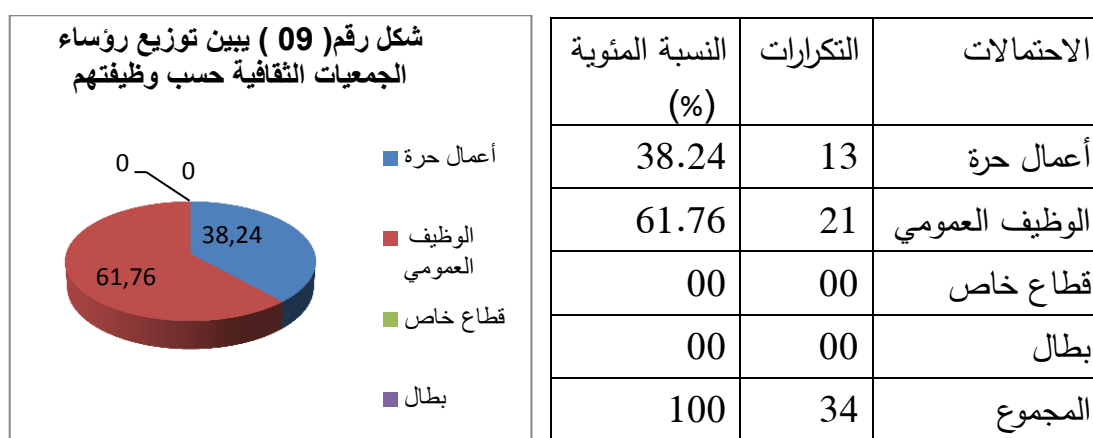 شكل رقم( 09 ) يبين توزيع رؤساء
الجمعيات الثقافية حسب وظيفتهم
0
0
38,24
61,76
أعمال حرة
الوظيف
العمومي
قطاع خاص
بطال
الاحتمالات التكرارات النسبة المئوية
(%)
أعمال حرة 13 38.24
الوظيف العمومي 21 61.76
قطاع خاص 00 00
بطال 00 00
المجموع 34 100